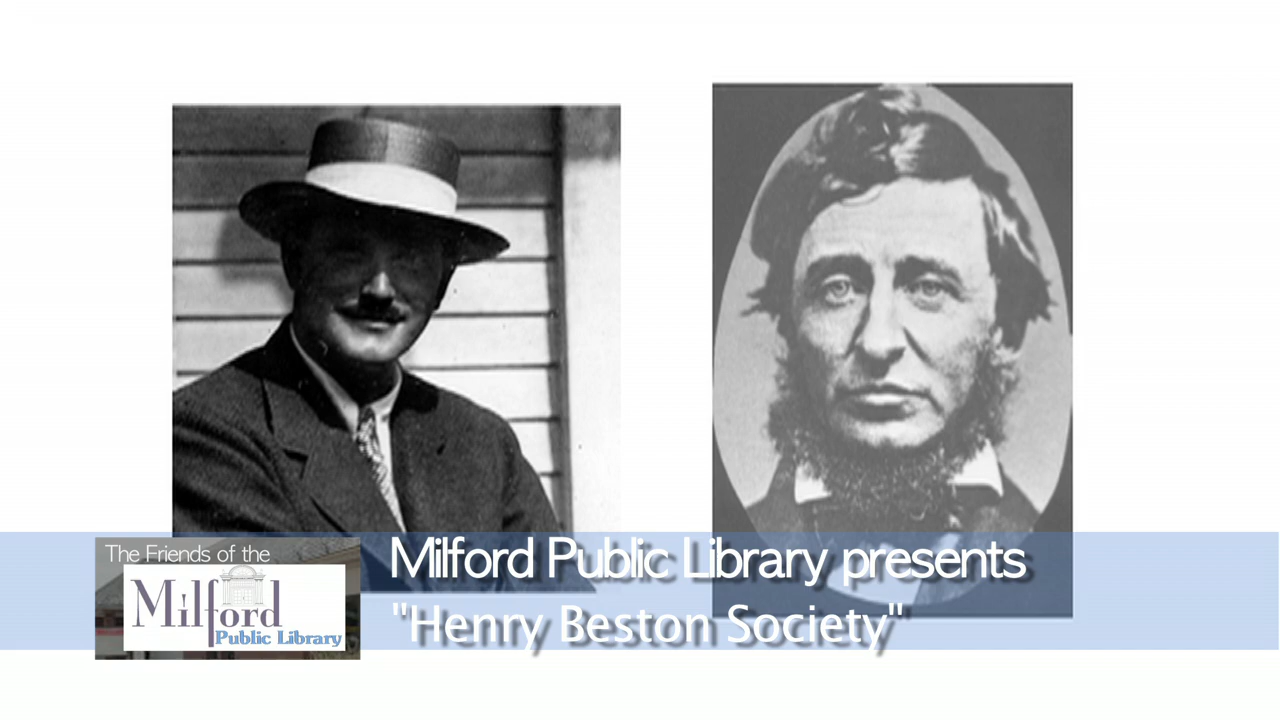 The Friends of the
Milford
Public Library
Milford Public Library presents
"Henry Beston Society"